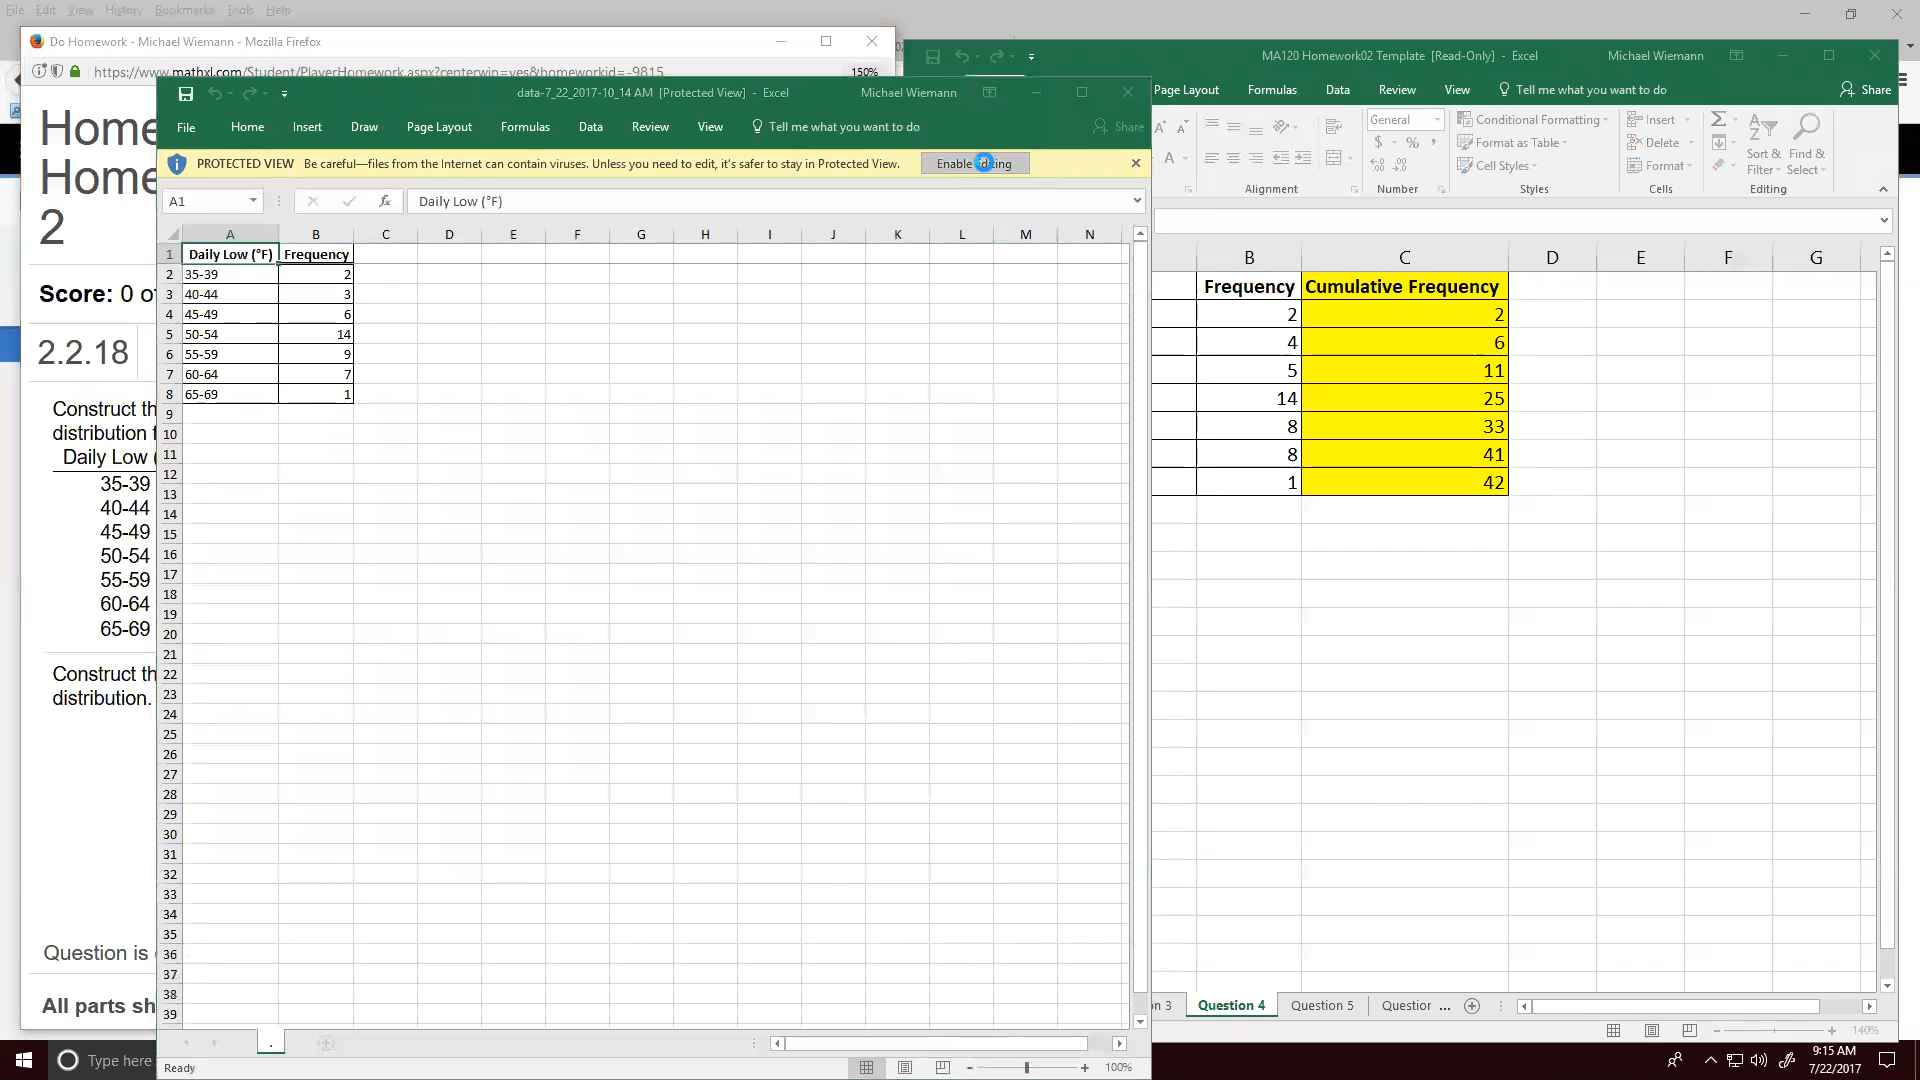 File Edit View History Bookmarks Tools Help
Do Homework - Michael Wiemann - Mozilla Firefox
https://www.mathxl.com/Student/PlayerHomework.aspx?centerwin=yes&homeworkid=-9815
150%
Home
Home
2
Score: 0 of
2.2.18
Construct th
distribution
Daily Low (
35-39
40-44
45-49
50-54
55-59
60-64
65-69
Construct th
distribution.
Question is
All parts sh
data-7_22_2017-10_14 AM [Protected View] - Excel
Michael Wiemann
File Home Insert Draw Page Layout Formulas Data Review View Tell me what you want to do Share
PROTECTED VIEW Be careful—files from the Internet can contain viruses. Unless you need to edit, it's safer to stay in Protected View. Enable Editing
A1 fx Daily Low (°F)
A B C D E F G H I J K L M N
1 Daily Low (°F) Frequency
2 35-39 2
3 40-44 3
4 45-49 6
5 50-54 14
6 55-59 9
7 60-64 7
8 65-69 1
9
10
11
12
13
14
15
16
17
18
19
20
21
22
23
24
25
26
27
28
29
30
31
32
33
34
35
36
37
38
39
.
Ready 100%
MA120 Homework02 Template [Read-Only] - Excel
Michael Wiemann
Page Layout Formulas Data Review View Tell me what you want to do Share
General
$ % ,
Conditional Formatting
Format as Table
Cell Styles
Insert
Delete
Format
Sort & Filter
Find & Select
Alignment Number Styles Cells Editing
B C D E F G
Frequency Cumulative Frequency
2 2
4 6
5 11
14 25
8 33
8 41
1 42
n 3 Question 4 Question 5 Question ...
140%
Type here
9:15 AM
7/22/2017